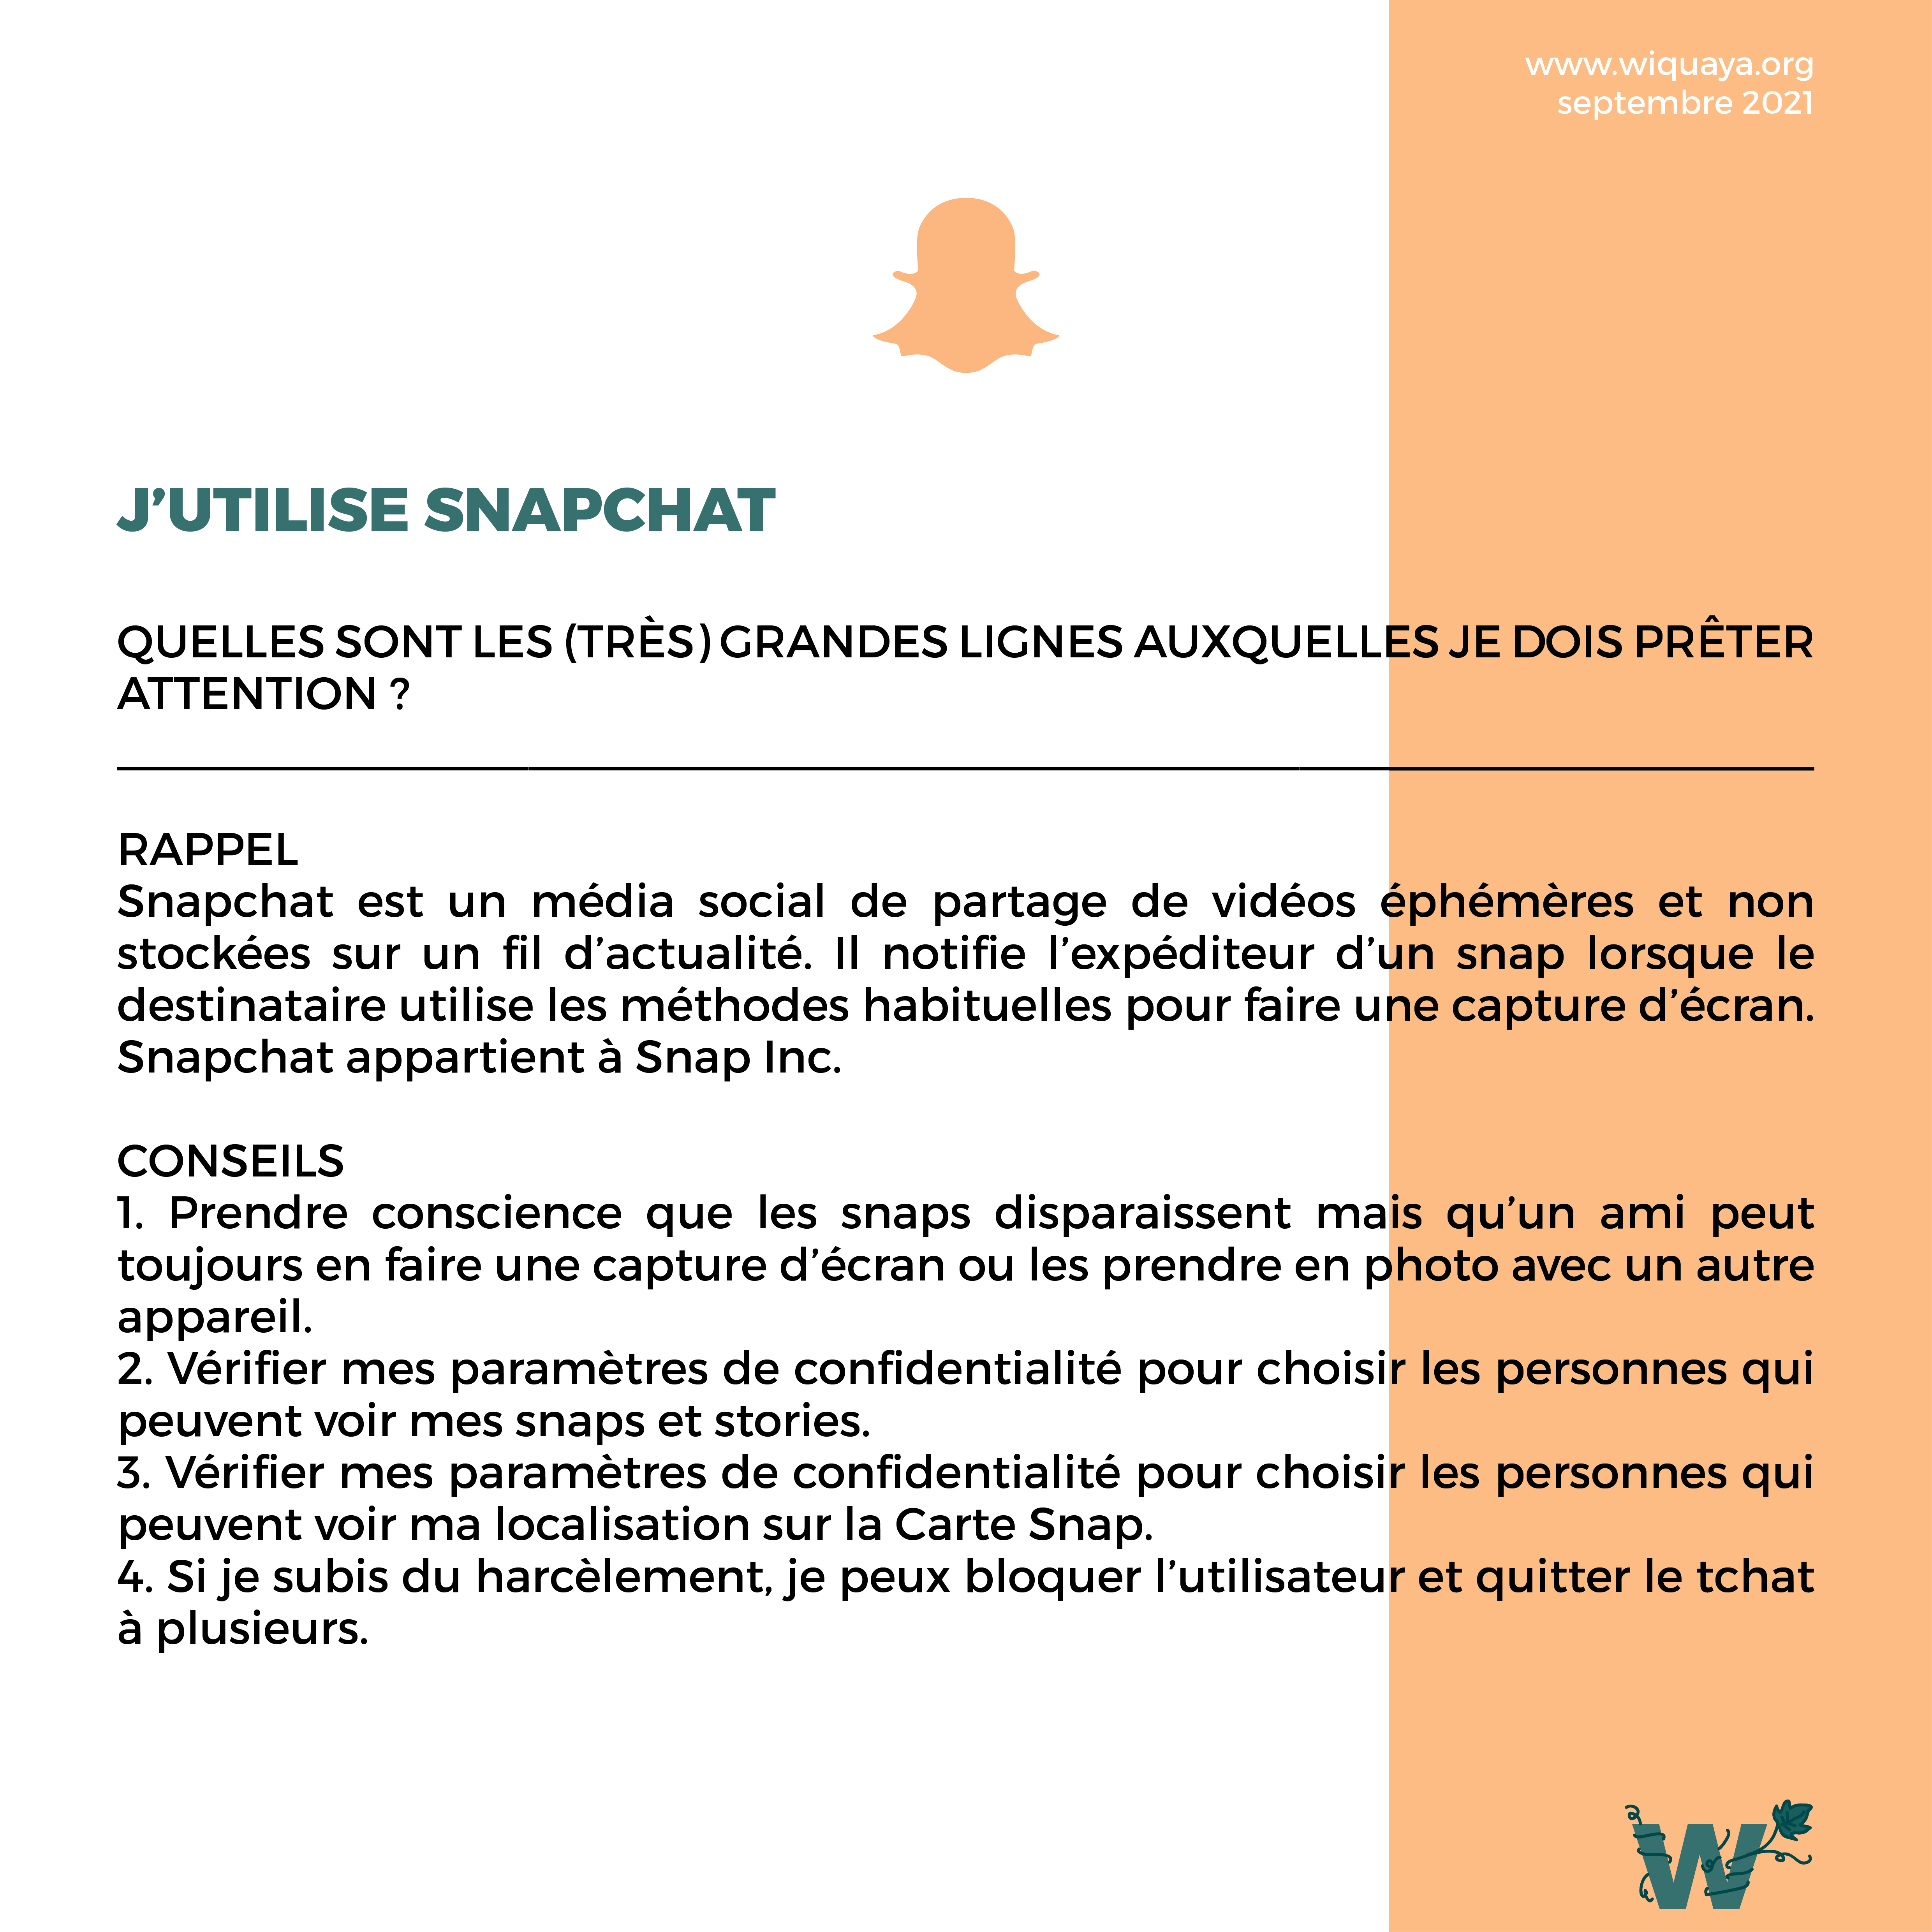 www.wiquaya.org
septembre 2021
J’UTILISE SNAPCHAT
QUELLES SONT LES (TRÈS) GRANDES LIGNES AUXQUELLES JE DOIS PRÊTER
ATTENTION ?
RAPPEL
Snapchat est un média social de partage de vidéos éphémères et non
stockées sur un fil d’actualité. Il notifie l’expéditeur d’un snap lorsque le
destinataire utilise les méthodes habituelles pour faire une capture d’écran.
Snapchat appartient à Snap Inc.
CONSEILS
1. Prendre conscience que les snaps disparaissent mais qu’un ami peut
toujours en faire une capture d’écran ou les prendre en photo avec un autre
appareil.
2. Vérifier mes paramètres de confidentialité pour choisir les personnes qui
peuvent voir mes snaps et stories.
3. Vérifier mes paramètres de confidentialité pour choisir les personnes qui
peuvent voir ma localisation sur la Carte Snap.
4. Si je subis du harcèlement, je peux bloquer l’utilisateur et quitter le tchat
à plusieurs.
W